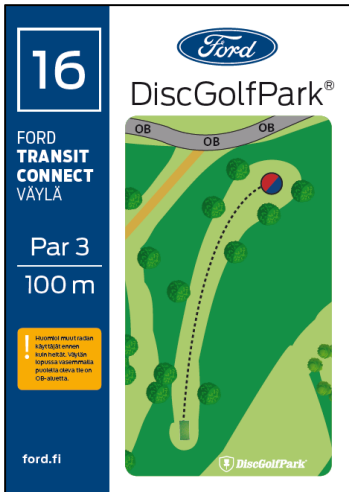 16
FORD
TRANSIT
CONNECT
VÄYLÄ
Par 3
100 m
! Huomioi muut radan
käyttäjät ennen
kuin heität. Väylän
lopussa vasemmalla
puolella oleva tie on
OB-aluetta.
ford.fi
Ford
DiscGolfPark®
OB
OB
OB
DiscGolfPark